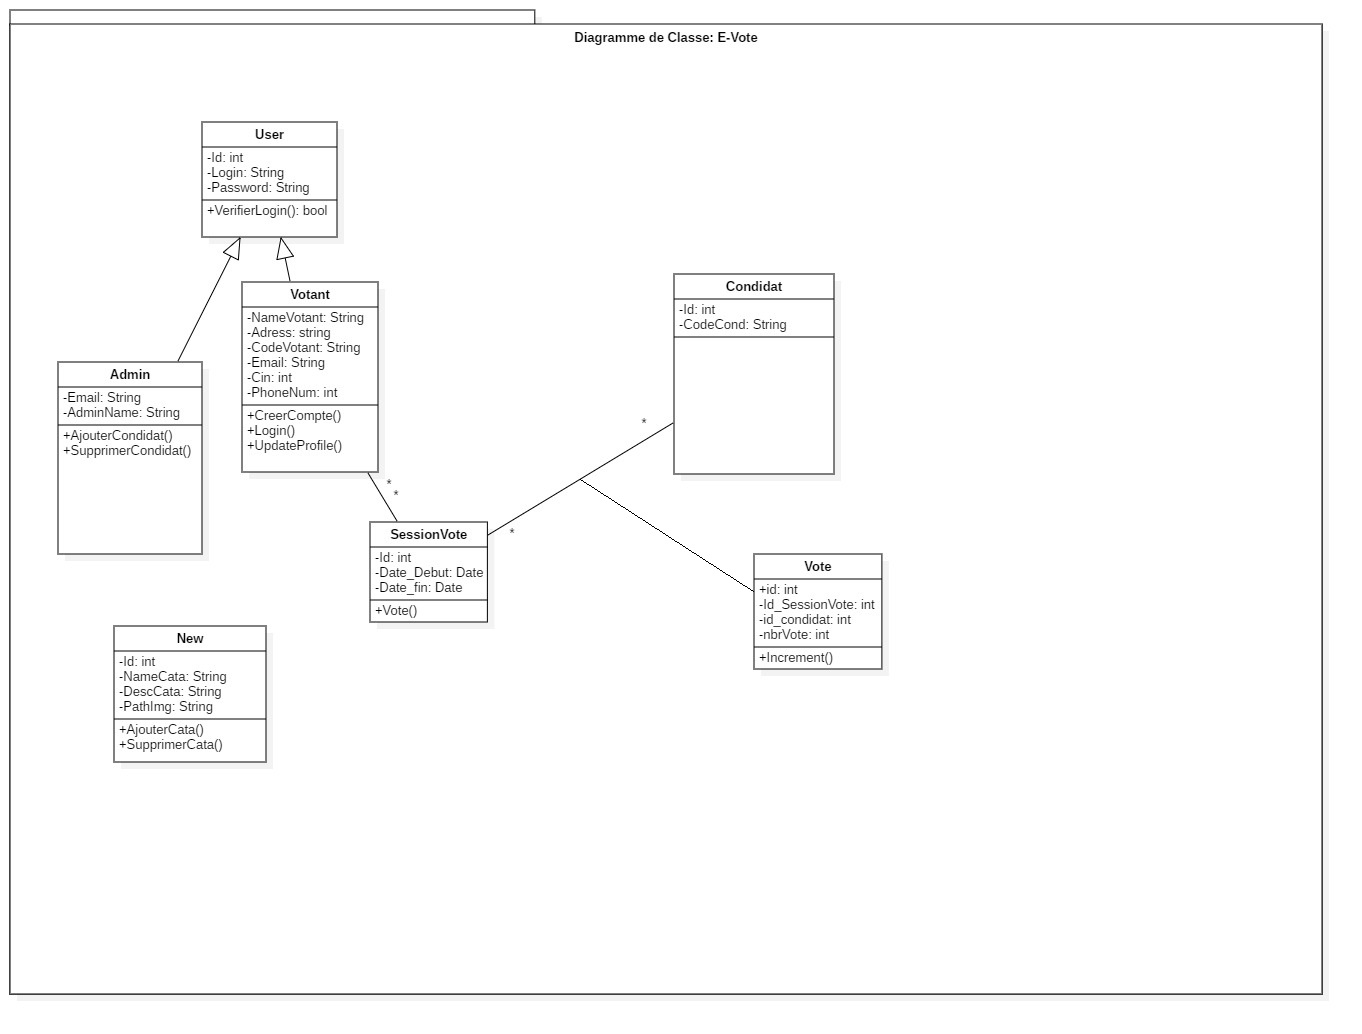 Diagramme de Classe: E-Vote
User
-Id: int
-Login: String
-Password: String
+VerifierLogin(): bool
Votant
-NameVotant: String
-Adress: string
-CodeVotant: String
-Email: String
-Cin: int
-PhoneNum: int
+CreerCompte()
+Login()
+UpdateProfile()
Condidat
-Id: int
-CodeCond: String
Admin
-Email: String
-AdminName: String
+AjouterCondidat()
+SupprimerCondidat()
*
*
*
*
SessionVote
-Id: int
-Date_Debut: Date
-Date_fin: Date
+Vote()
Vote
+id: int
-Id_SessionVote: int
-id_condidat: int
-nbrVote: int
+Increment()
New
-Id: int
-NameCata: String
-DescCata: String
-PathImg: String
+AjouterCata()
+SupprimerCata()